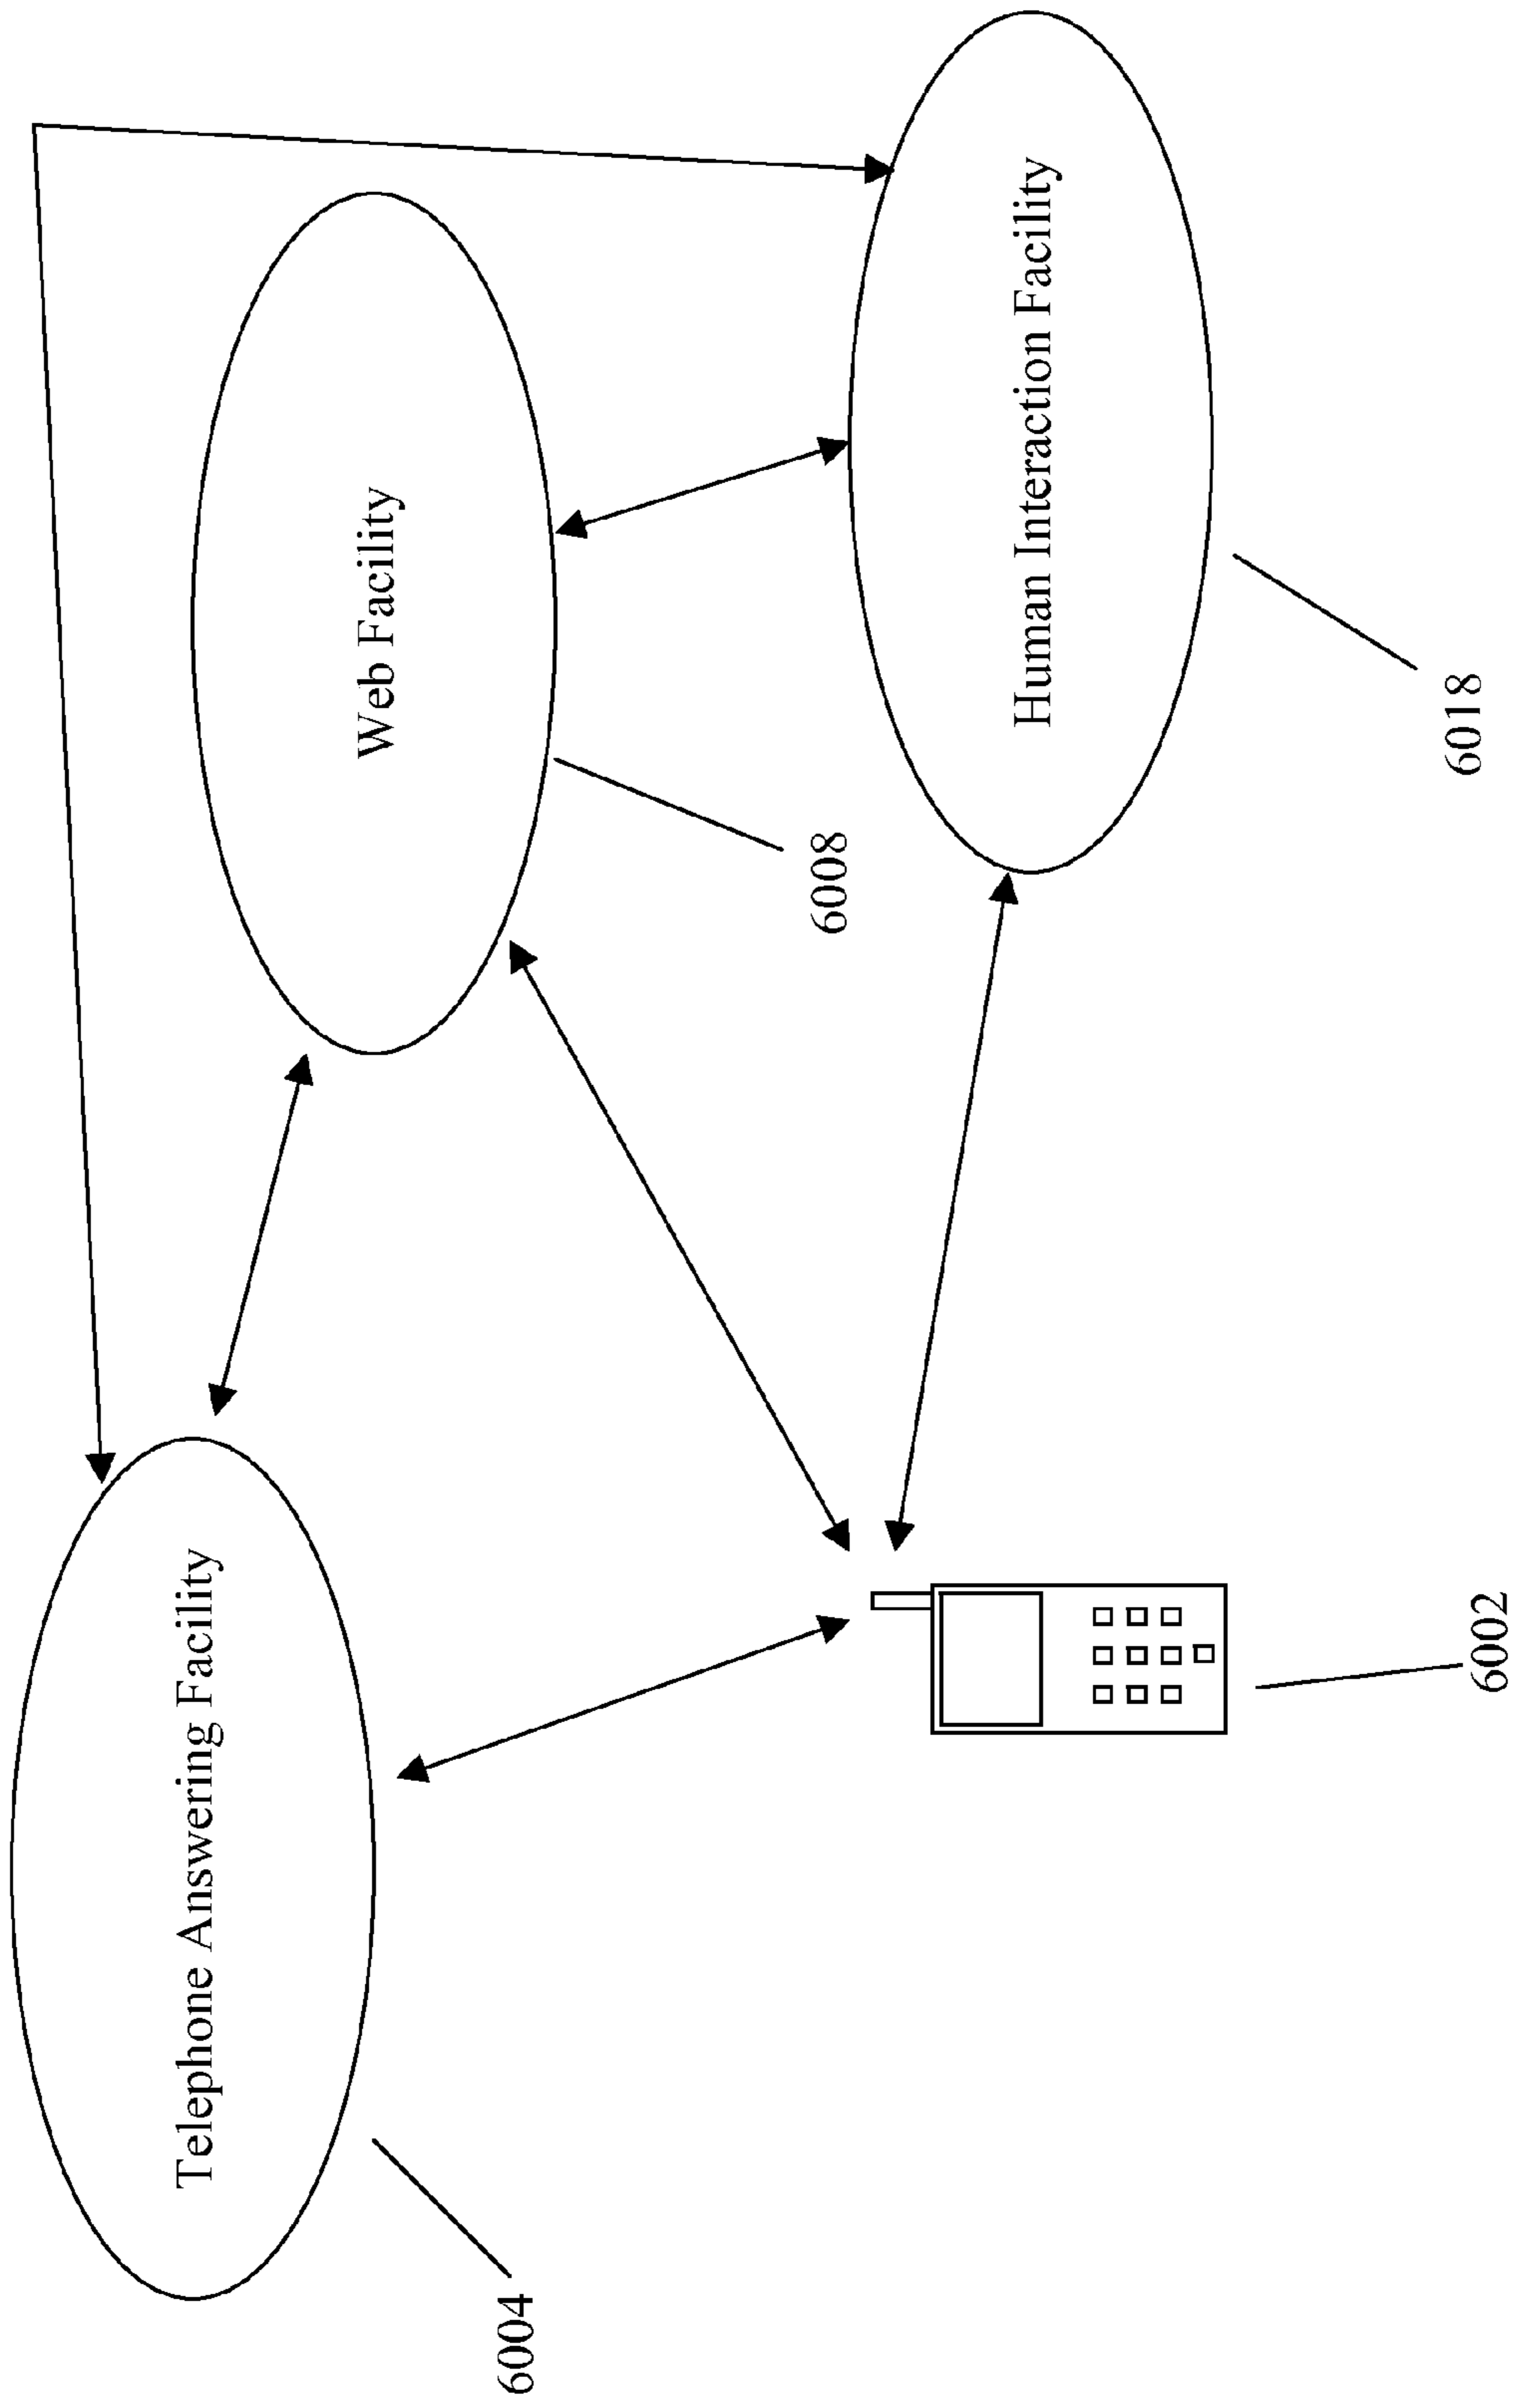 Telephone Answering Facility
Web Facility
6004
6008
Human Interaction Facility
6002
6018